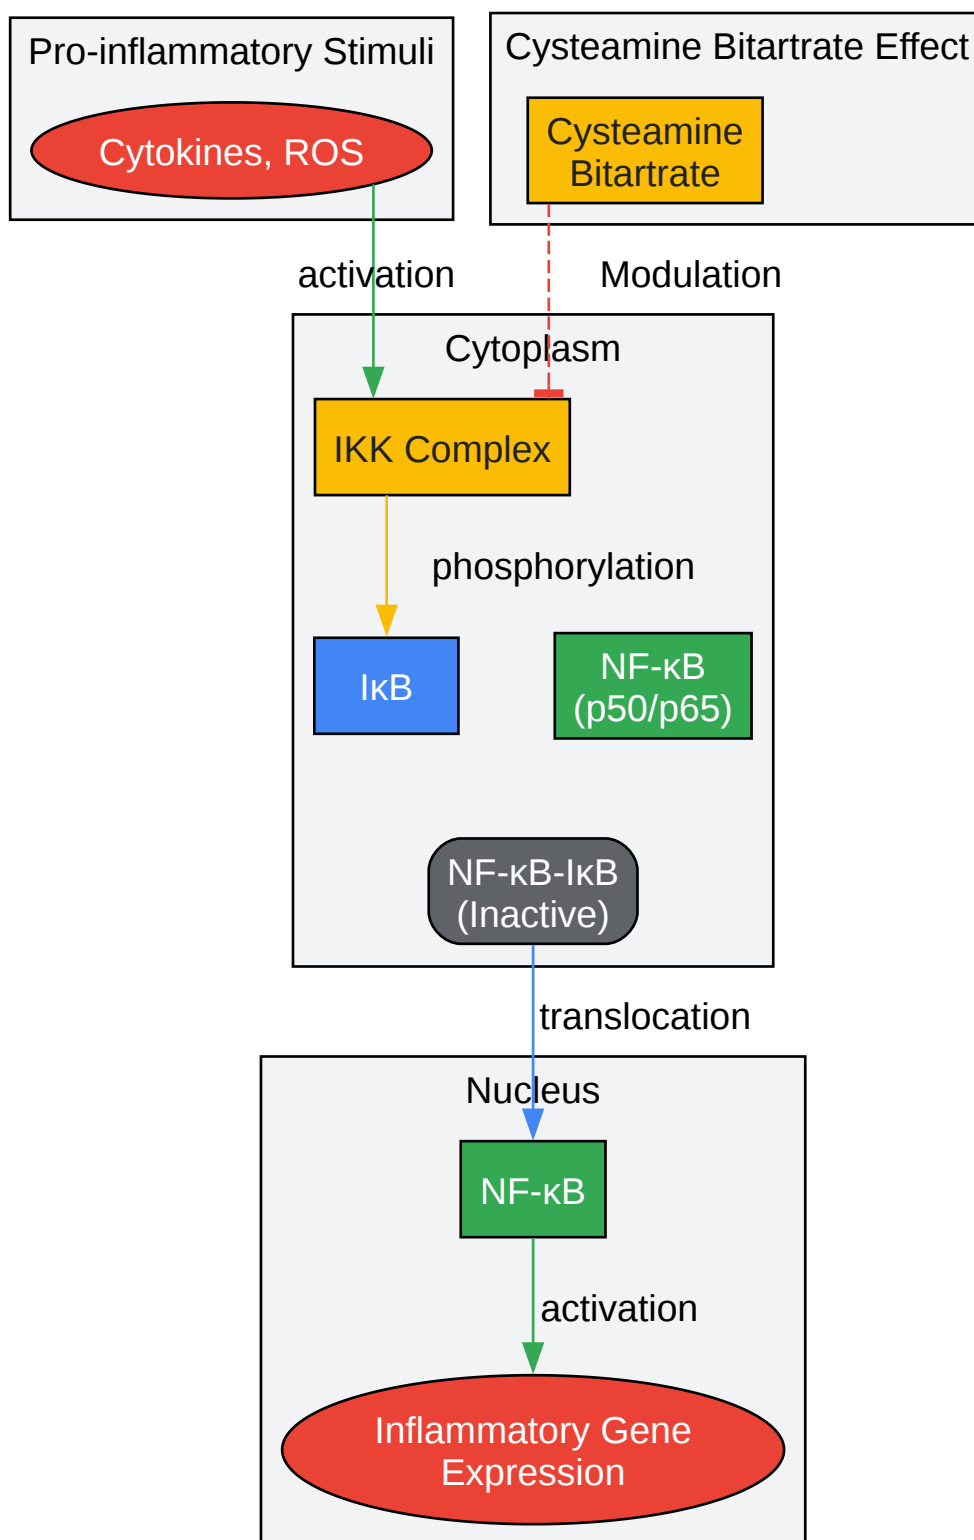 Pro-inflammatory Stimuli
Cytokines, ROS
Cysteamine Bitartrate Effect
Cysteamine
Bitartrate
activation
Modulation
Cytoplasm
IKK Complex
phosphorylation
IκB
NF-κB
(p50/p65)
NF-κB-IκB
(Inactive)
translocation
Nucleus
NF-κB
activation
Inflammatory Gene
Expression